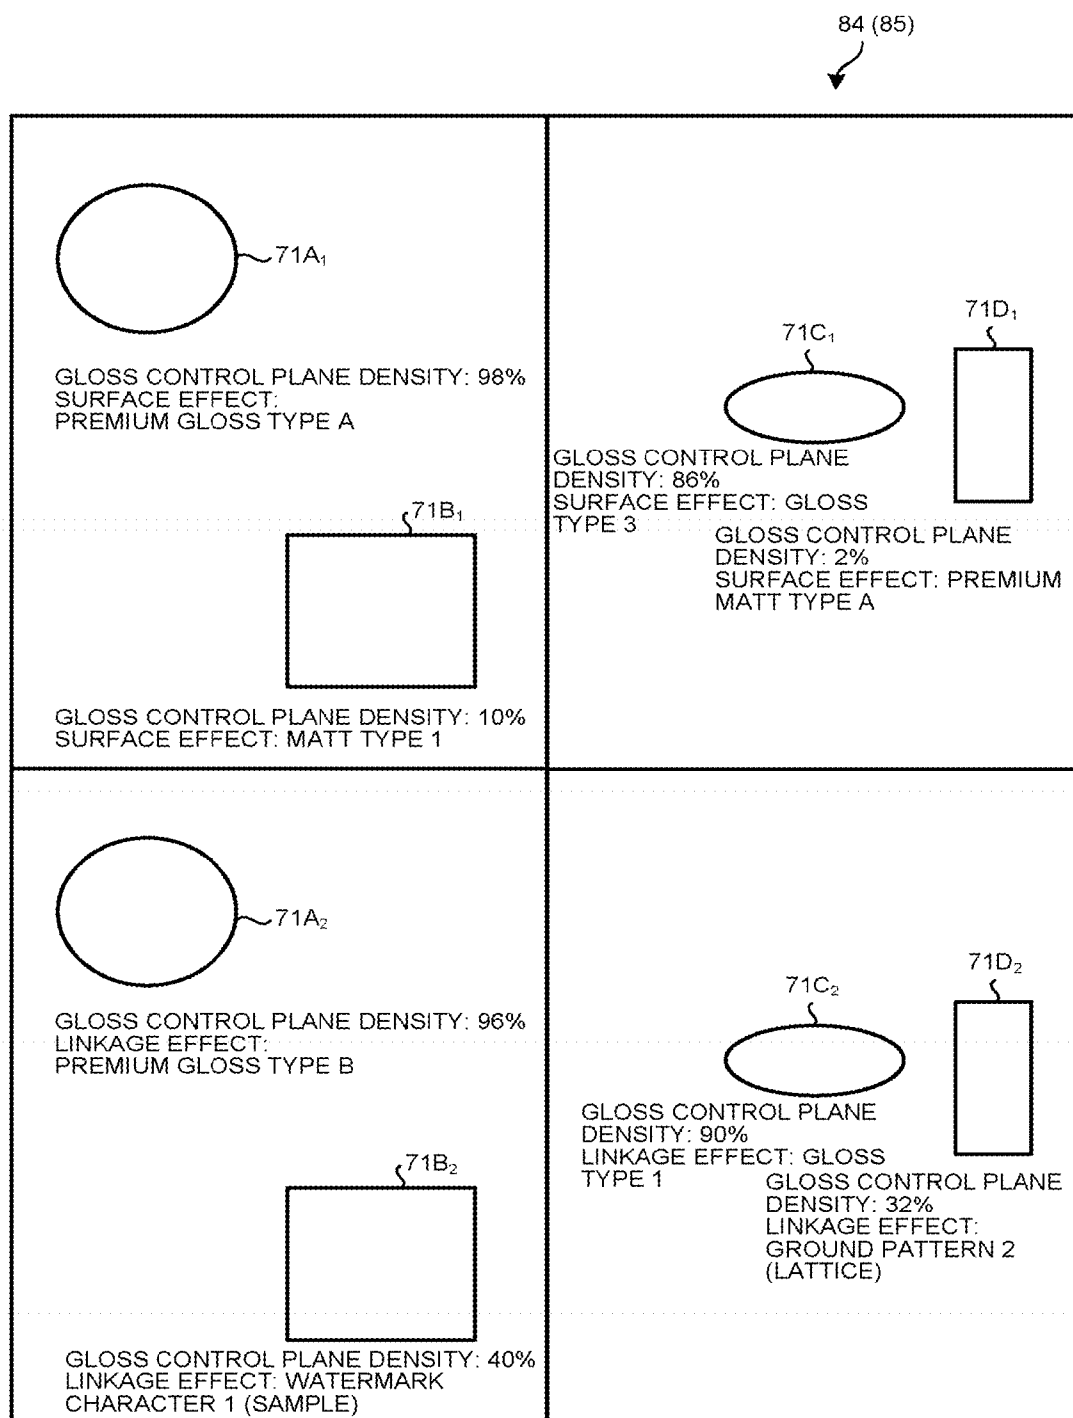 84 (85)
71A₁
GLOSS CONTROL PLANE DENSITY: 98%
SURFACE EFFECT:
PREMIUM GLOSS TYPE A
71B₁
GLOSS CONTROL PLANE DENSITY: 10%
SURFACE EFFECT: MATT TYPE 1
71C₁
GLOSS CONTROL PLANE
DENSITY: 86%
SURFACE EFFECT: GLOSS
TYPE 3
71D₁
GLOSS CONTROL PLANE
DENSITY: 2%
SURFACE EFFECT: PREMIUM
MATT TYPE A
71A₂
GLOSS CONTROL PLANE DENSITY: 96%
LINKAGE EFFECT:
PREMIUM GLOSS TYPE B
71B₂
GLOSS CONTROL PLANE DENSITY: 40%
LINKAGE EFFECT: WATERMARK
CHARACTER 1 (SAMPLE)
71C₂
GLOSS CONTROL PLANE
DENSITY: 90%
LINKAGE EFFECT: GLOSS
TYPE 1
71D₂
GLOSS CONTROL PLANE
DENSITY: 32%
LINKAGE EFFECT:
GROUND PATTERN 2
(LATTICE)